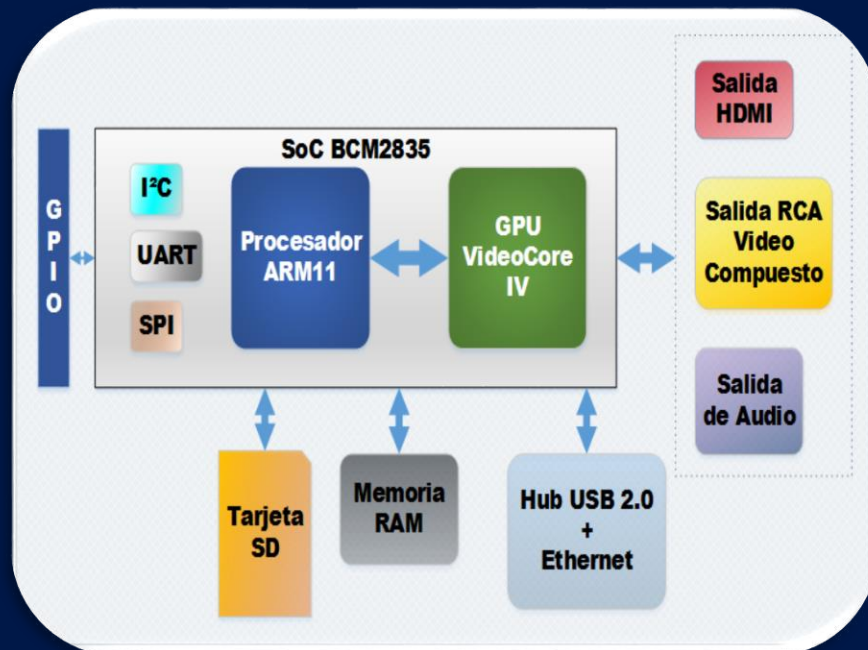 SoC BCM2835
GPIO
I²C
UART
SPI
Procesador
ARM11
GPU
VideoCore
IV
Salida
HDMI
Salida RCA
Video
Compuesto
Salida
de Audio
Tarjeta
SD
Memoria
RAM
Hub USB 2.0
+
Ethernet